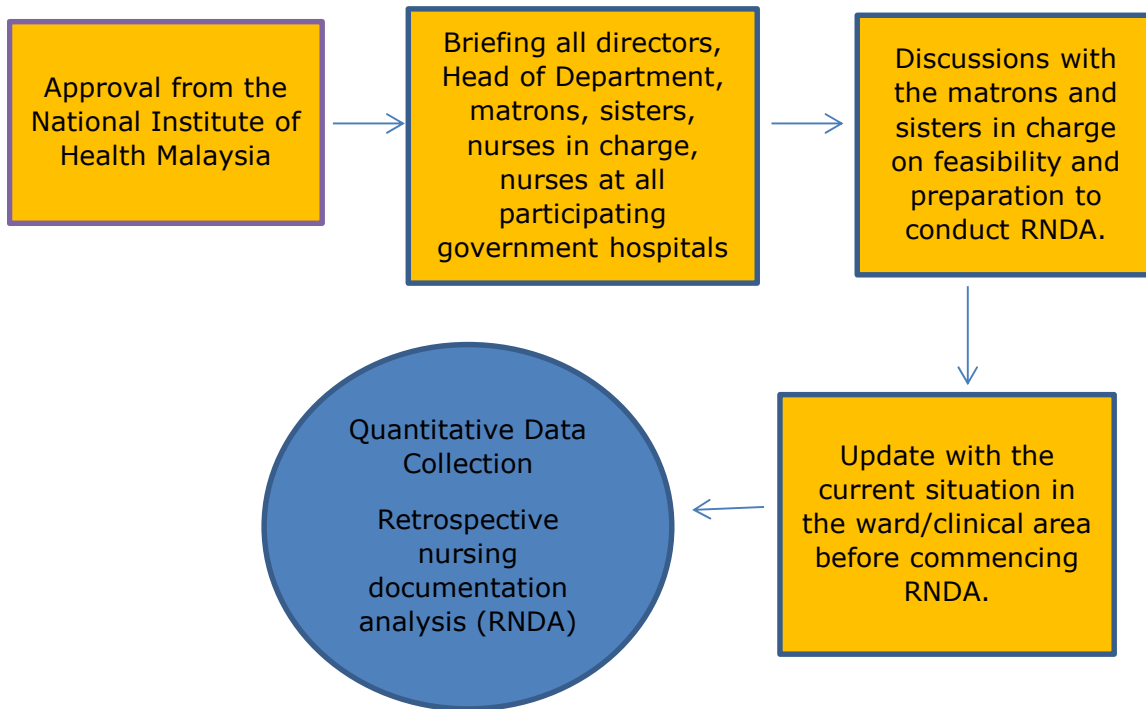 Approval from the
National Institute of
Health Malaysia
Briefing all directors,
Head of Department,
matrons, sisters,
nurses in charge,
nurses at all
participating
government hospitals
Discussions with
the matrons and
sisters in charge
on feasibility and
preparation to
conduct RNDA.
Update with the
current situation in
the ward/clinical area
before commencing
RNDA.
Quantitative Data
Collection
Retrospective
nursing
documentation
analysis (RNDA)